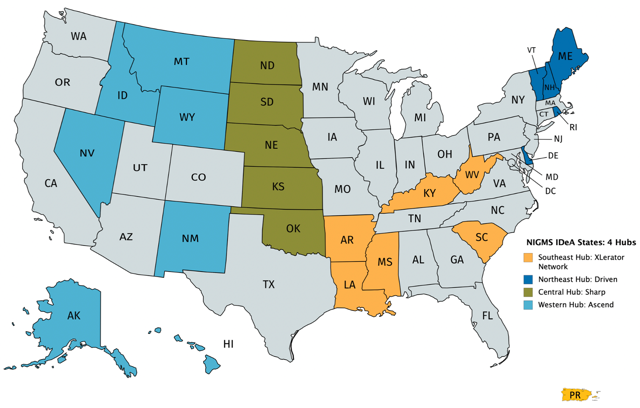 WA
MT
ND
MN
VT
ME
NH
OR
ID
SD
WI
MI
NY
MA
CT
RI
WY
NE
IA
PA
NJ
NV
UT
CO
KS
MO
IL
IN
OH
WV
VA
DE
MD
DC
CA
KY
NC
AZ
NM
OK
AR
TN
SC
TX
LA
MS
AL
GA
FL
AK
HI
NIGMS IDeA States: 4 Hubs
Southeast Hub: XLerator
Network
Northeast Hub: Driven
Central Hub: Sharp
Western Hub: Ascend
PR